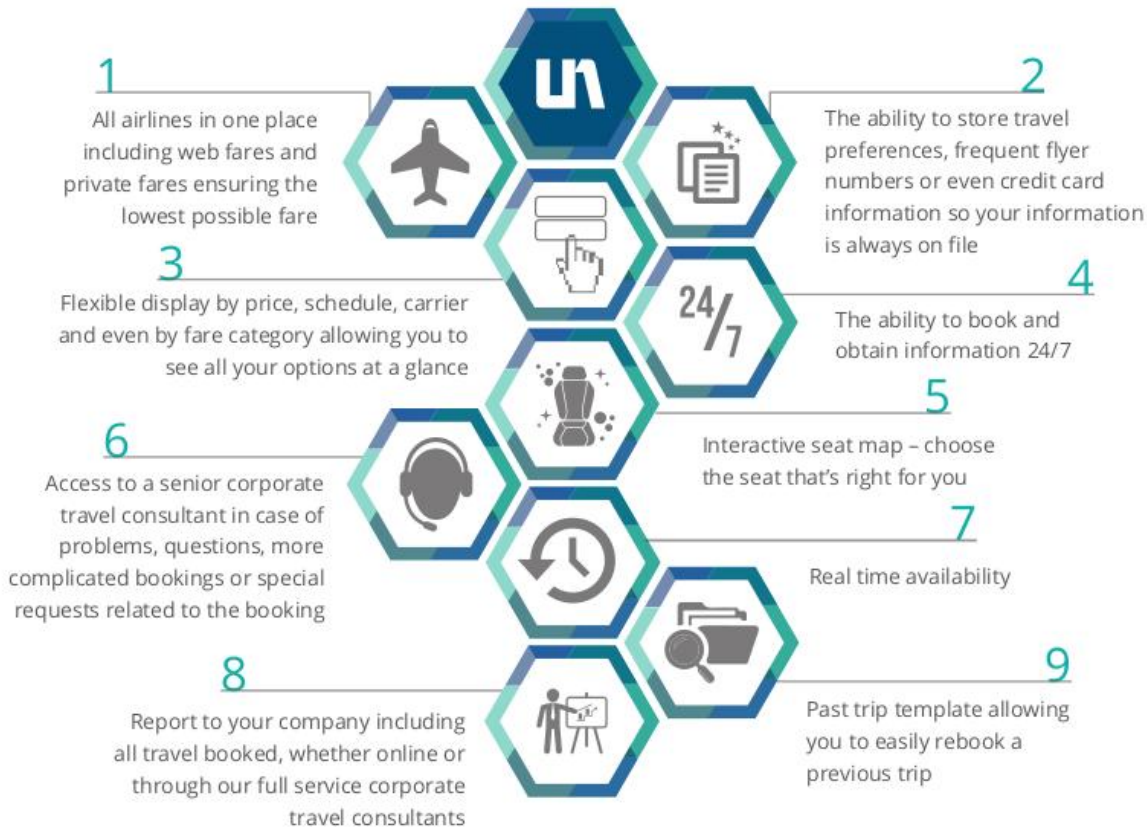 un
1
All airlines in one place
including web fares and
private fares ensuring the
lowest possible fare
2
The ability to store travel
preferences, frequent flyer
numbers or even credit card
information so your information
is always on file
3
Flexible display by price, schedule, carrier
and even by fare category allowing you to
see all your options at a glance
4
24/7
The ability to book and
obtain information 24/7
5
Interactive seat map – choose
the seat that's right for you
6
Access to a senior corporate
travel consultant in case of
problems, questions, more
complicated bookings or special
requests related to the booking
7
Real time availability
8
Report to your company including
all travel booked, whether online or
through our full service corporate
travel consultants
9
Past trip template allowing
you to easily rebook a
previous trip